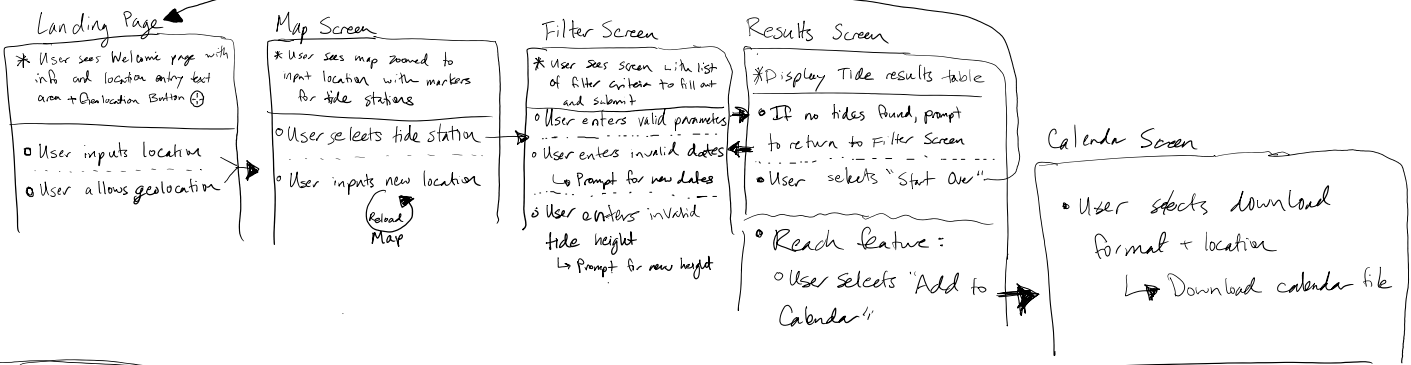 Landing Page
* User sees Welcome page with
info and location entry text
area + Geolocation Button
User inputs location
User allows geolocation
Map Screen
* User sees map zoomed to
input location with markers
for tide stations
User selects tide station
User inputs new location
Reload
Map
Filter Screen
* User sees screen with list
of filter criteria to fill out
and submit
User enters valid parameters
User enters invalid dates
↳ Prompt for new dates
User enters invalid
tide height
↳ Prompt for new height
Results Screen
* Display Tide results table
If no tides found, prompt
to return to Filter Screen
User selects "Start Over"
Reach feature:
User selects "Add to
Calendar"
Calendar Screen
User selects download
format + location
↳ Download calendar file